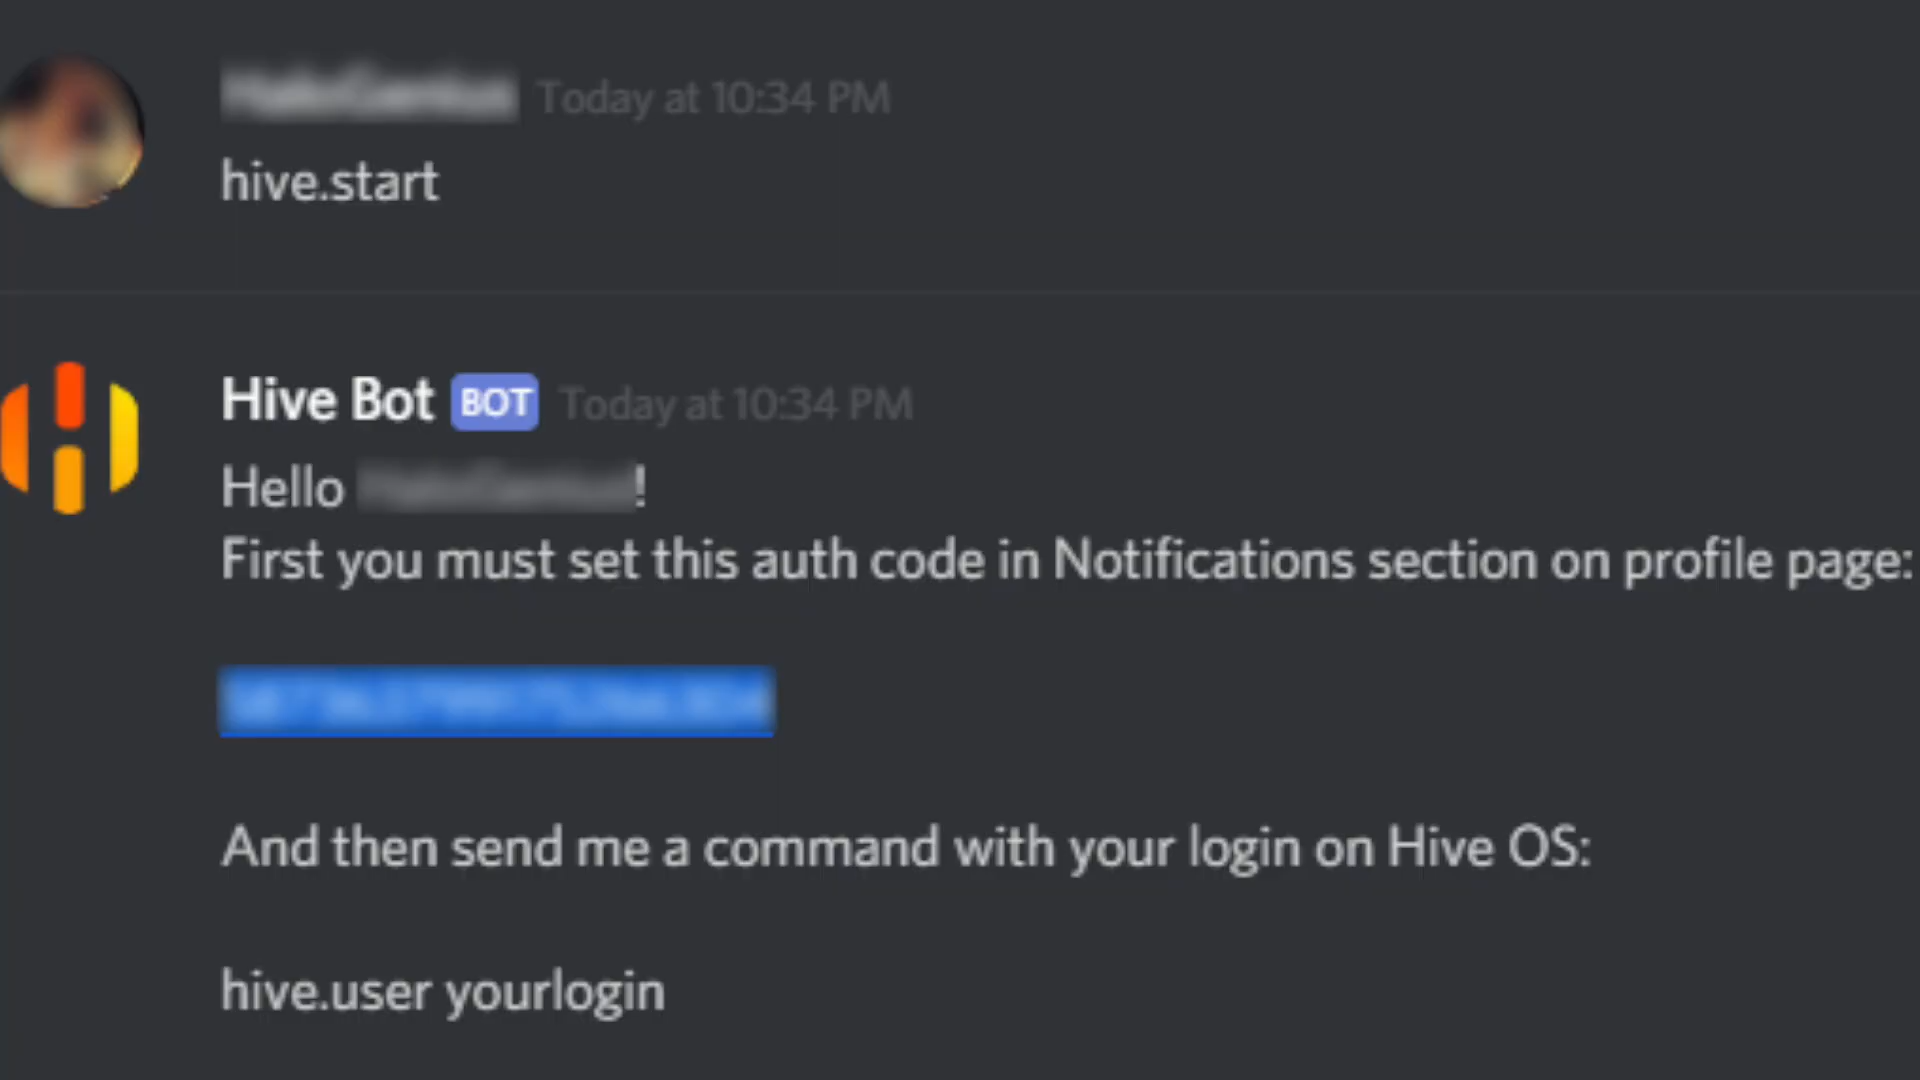 Today at 10:34 PM
hive.start
Hive Bot BOT Today at 10:34 PM
Hello !
First you must set this auth code in Notifications section on profile page:
And then send me a command with your login on Hive OS:
hive.user yourlogin